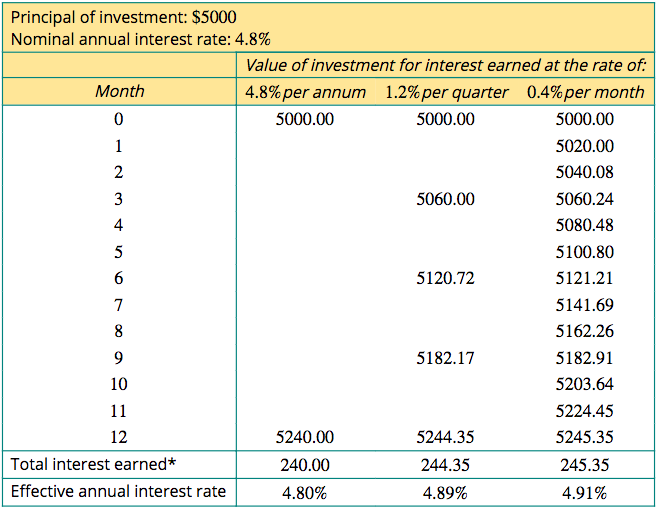 Principal of investment: $5000
Nominal annual interest rate: 4.8%
Value of investment for interest earned at the rate of:
Month 4.8% per annum 1.2% per quarter 0.4% per month
0 5000.00 5000.00 5000.00
1 5020.00
2 5040.08
3 5060.00 5060.24
4 5080.48
5 5100.80
6 5120.72 5121.21
7 5141.69
8 5162.26
9 5182.17 5182.91
10 5203.64
11 5224.45
12 5240.00 5244.35 5245.35
Total interest earned* 240.00 244.35 245.35
Effective annual interest rate 4.80% 4.89% 4.91%